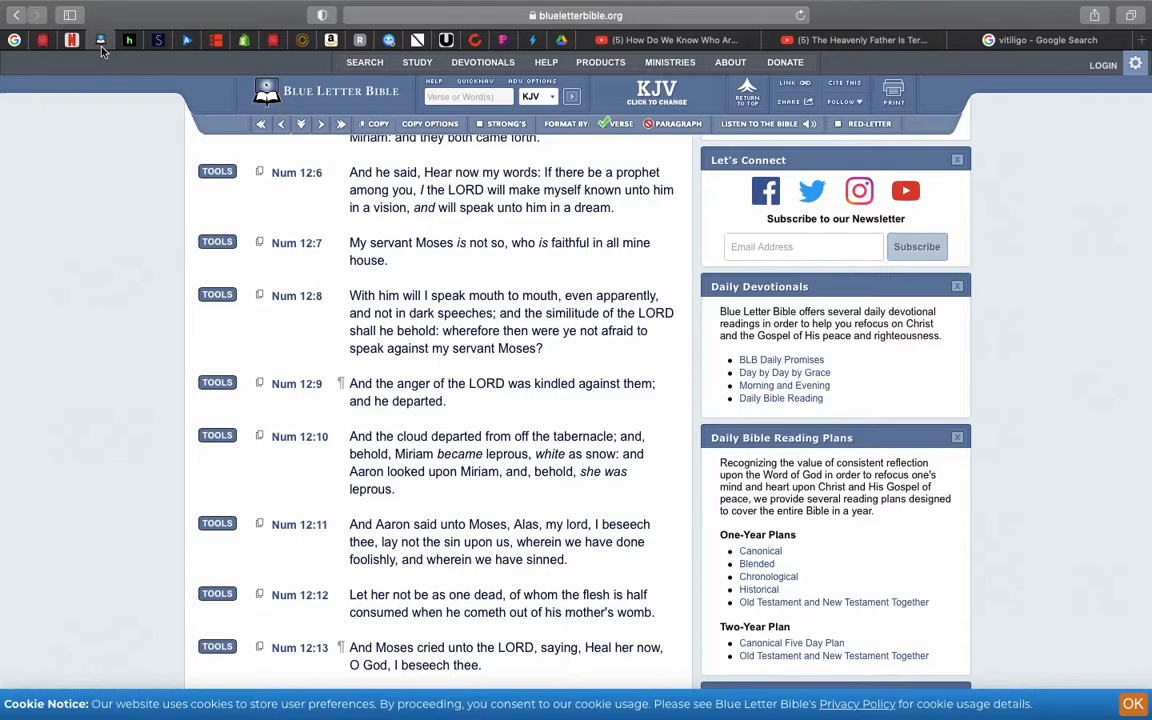 blueletterbible.org
(5) How Do We Know Who Ar...
(5) The Heavenly Father Is Ter...
vitiligo - Google Search
SEARCH STUDY DEVOTIONALS HELP PRODUCTS MINISTRIES ABOUT DONATE
LOGIN
BLUE LETTER BIBLE
HELP QUICKNAV ADV. OPTIONS
Verse or Word(s) KJV
KJV
CLICK TO CHANGE
RETURN TO TOP
LINK CITE THIS
SHARE FOLLOW
PRINT
COPY COPY OPTIONS STRONG'S FORMAT BY: VERSE PARAGRAPH LISTEN TO THE BIBLE RED-LETTER
Miriam: and they both came forth.
TOOLS Num 12:6 And he said, Hear now my words: If there be a prophet
among you, I the LORD will make myself known unto him
in a vision, and will speak unto him in a dream.
TOOLS Num 12:7 My servant Moses is not so, who is faithful in all mine
house.
TOOLS Num 12:8 With him will I speak mouth to mouth, even apparently,
and not in dark speeches; and the similitude of the LORD
shall he behold: wherefore then were ye not afraid to
speak against my servant Moses?
TOOLS Num 12:9 ¶ And the anger of the LORD was kindled against them;
and he departed.
TOOLS Num 12:10 And the cloud departed from off the tabernacle; and,
behold, Miriam became leprous, white as snow: and
Aaron looked upon Miriam, and, behold, she was
leprous.
TOOLS Num 12:11 And Aaron said unto Moses, Alas, my lord, I beseech
thee, lay not the sin upon us, wherein we have done
foolishly, and wherein we have sinned.
TOOLS Num 12:12 Let her not be as one dead, of whom the flesh is half
consumed when he cometh out of his mother's womb.
TOOLS Num 12:13 ¶ And Moses cried unto the LORD, saying, Heal her now,
O God, I beseech thee.
Let's Connect
Subscribe to our Newsletter
Email Address Subscribe
Daily Devotionals
Blue Letter Bible offers several daily devotional
readings in order to help you refocus on Christ
and the Gospel of His peace and righteousness.
BLB Daily Promises
Day by Day by Grace
Morning and Evening
Daily Bible Reading
Daily Bible Reading Plans
Recognizing the value of consistent reflection
upon the Word of God in order to refocus one's
mind and heart upon Christ and His Gospel of
peace, we provide several reading plans designed
to cover the entire Bible in a year.
One-Year Plans
Canonical
Blended
Chronological
Historical
Old Testament and New Testament Together
Two-Year Plan
Canonical Five Day Plan
Old Testament and New Testament Together
Cookie Notice: Our website uses cookies to store user preferences. By proceeding, you consent to our cookie usage. Please see Blue Letter Bible's Privacy Policy for cookie usage details. OK